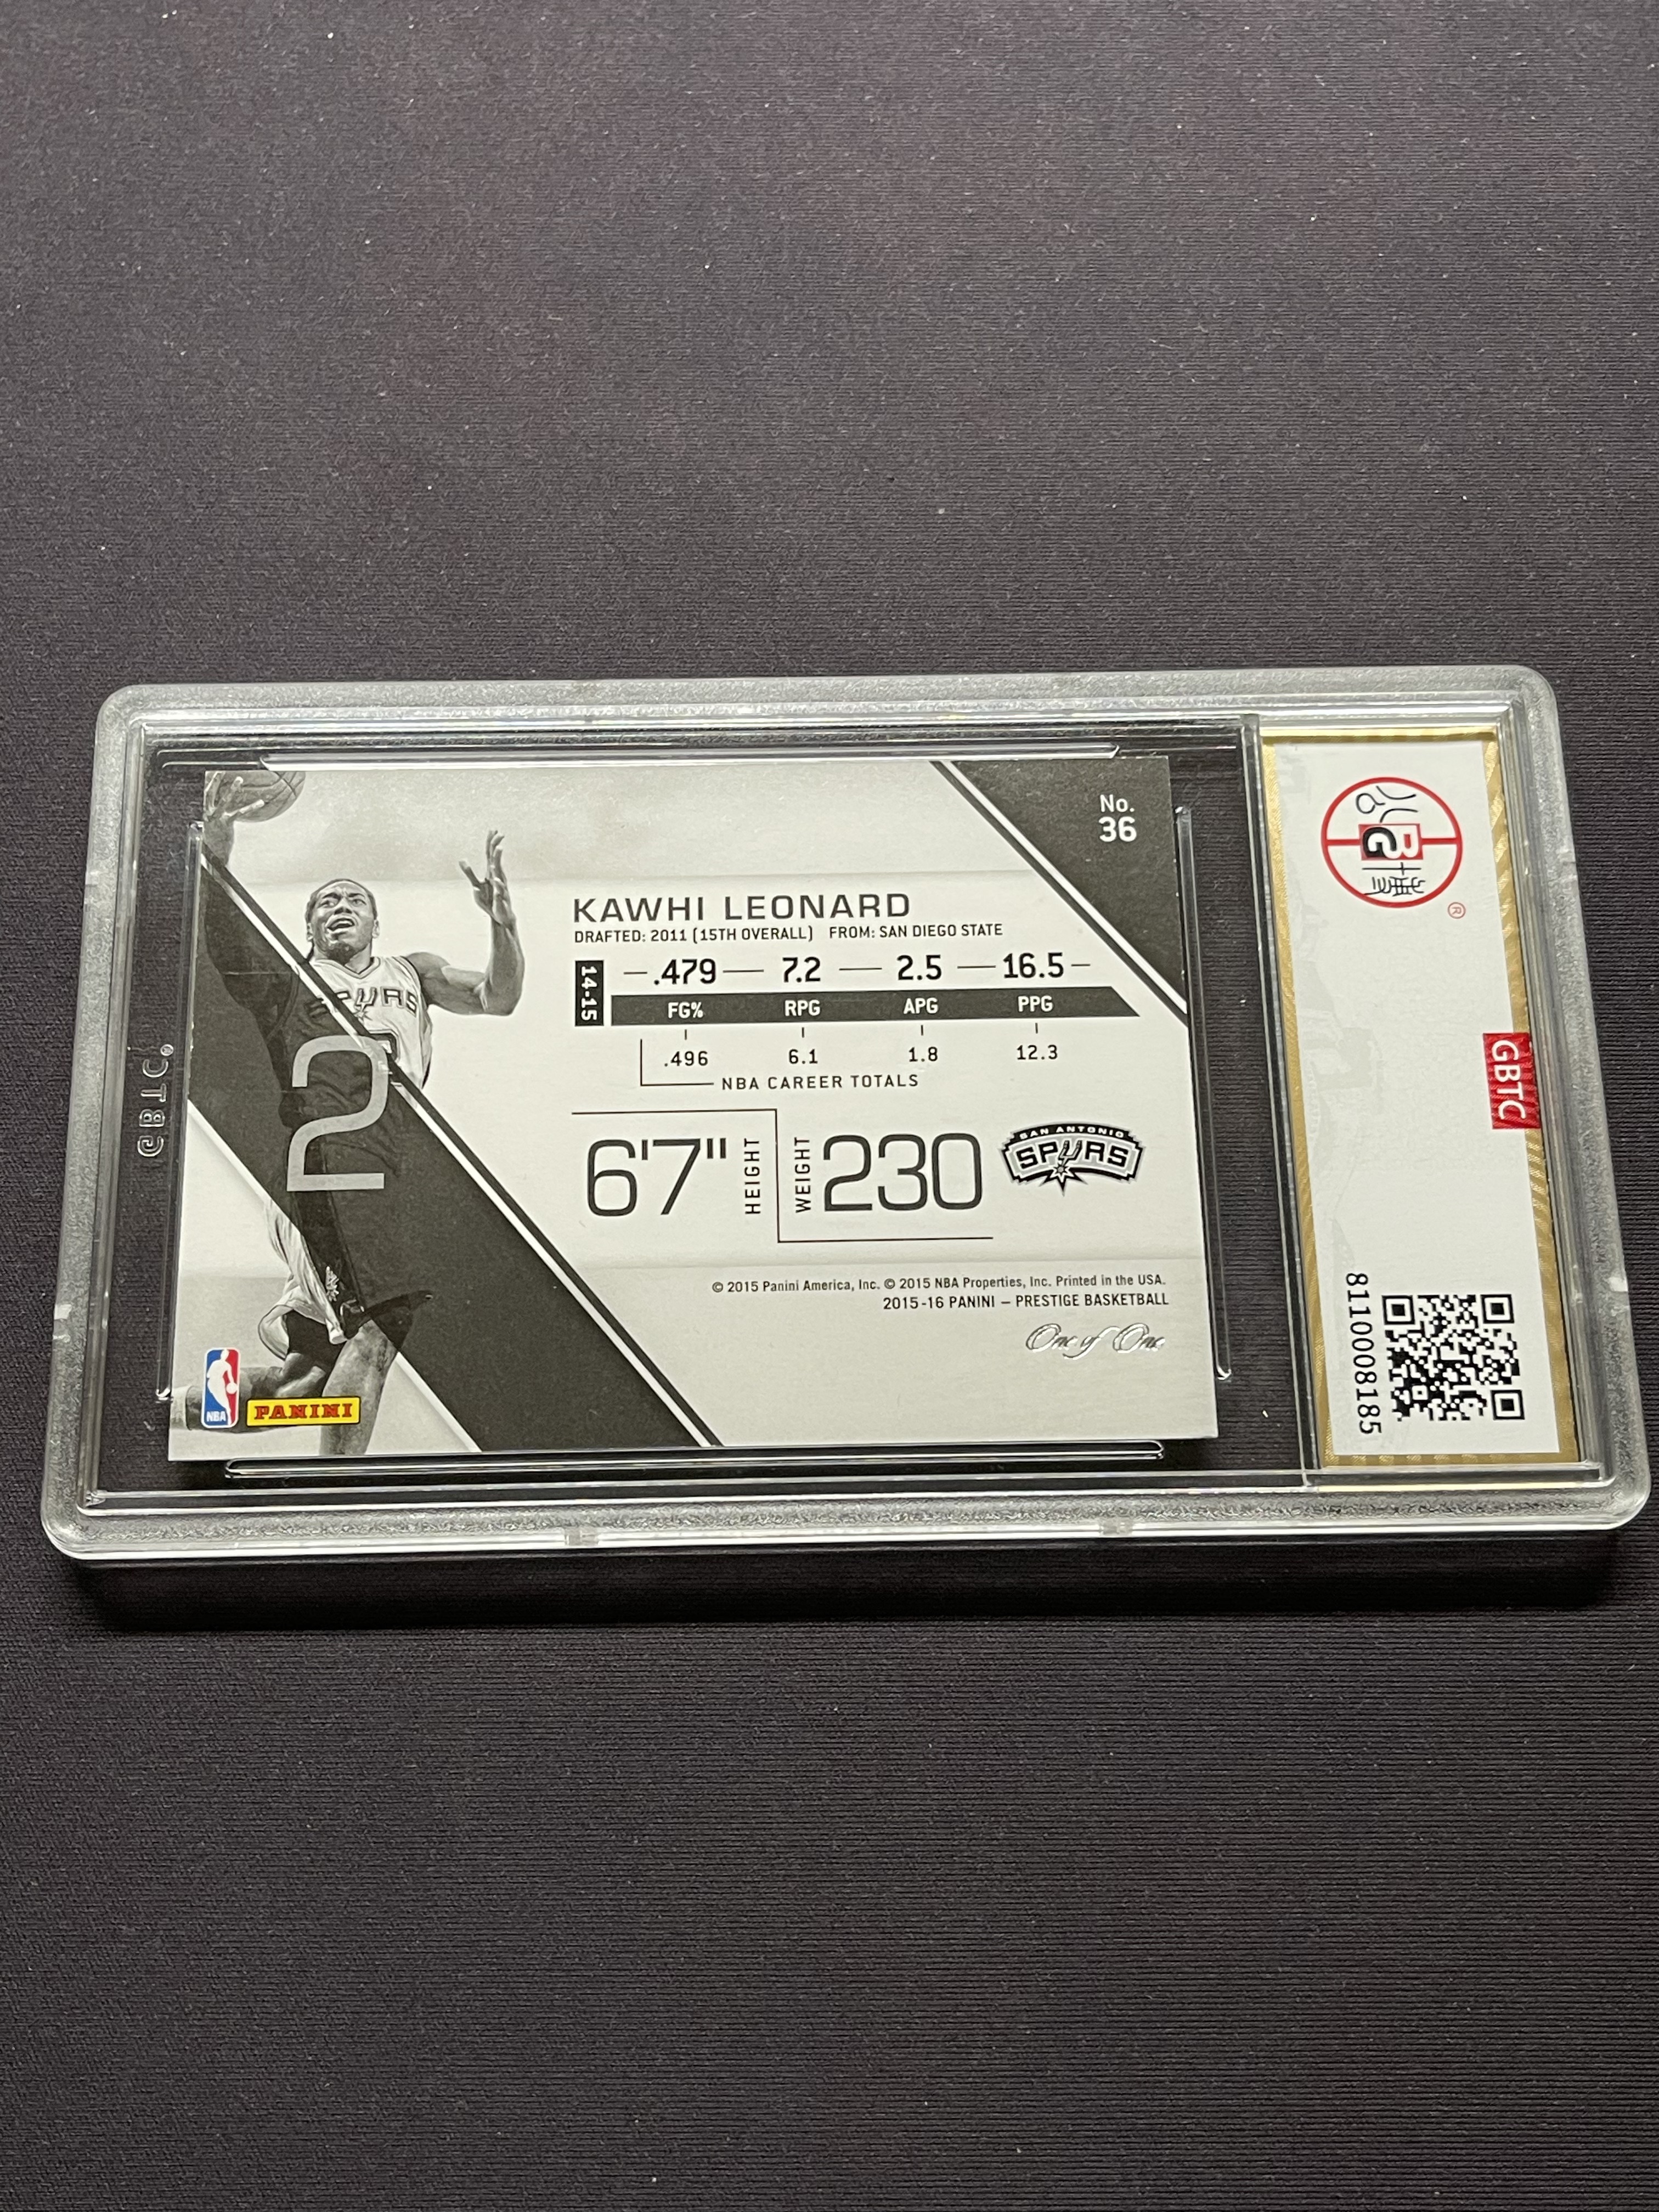 No.
36
KAWHI LEONARD
DRAFTED: 2011 (15TH OVERALL) FROM: SAN DIEGO STATE
14-15
.479 7.2 2.5 16.5
FG% RPG APG PPG
.496 6.1 1.8 12.3
NBA CAREER TOTALS
6'7" HEIGHT WEIGHT 230
SAN ANTONIO
SPURS
2
SPURS
© 2015 Panini America, Inc. © 2015 NBA Properties, Inc. Printed in the USA.
2015-16 PANINI – PRESTIGE BASKETBALL
One of One
NBA
PANINI
GBTC
®
GBTC
8110008185